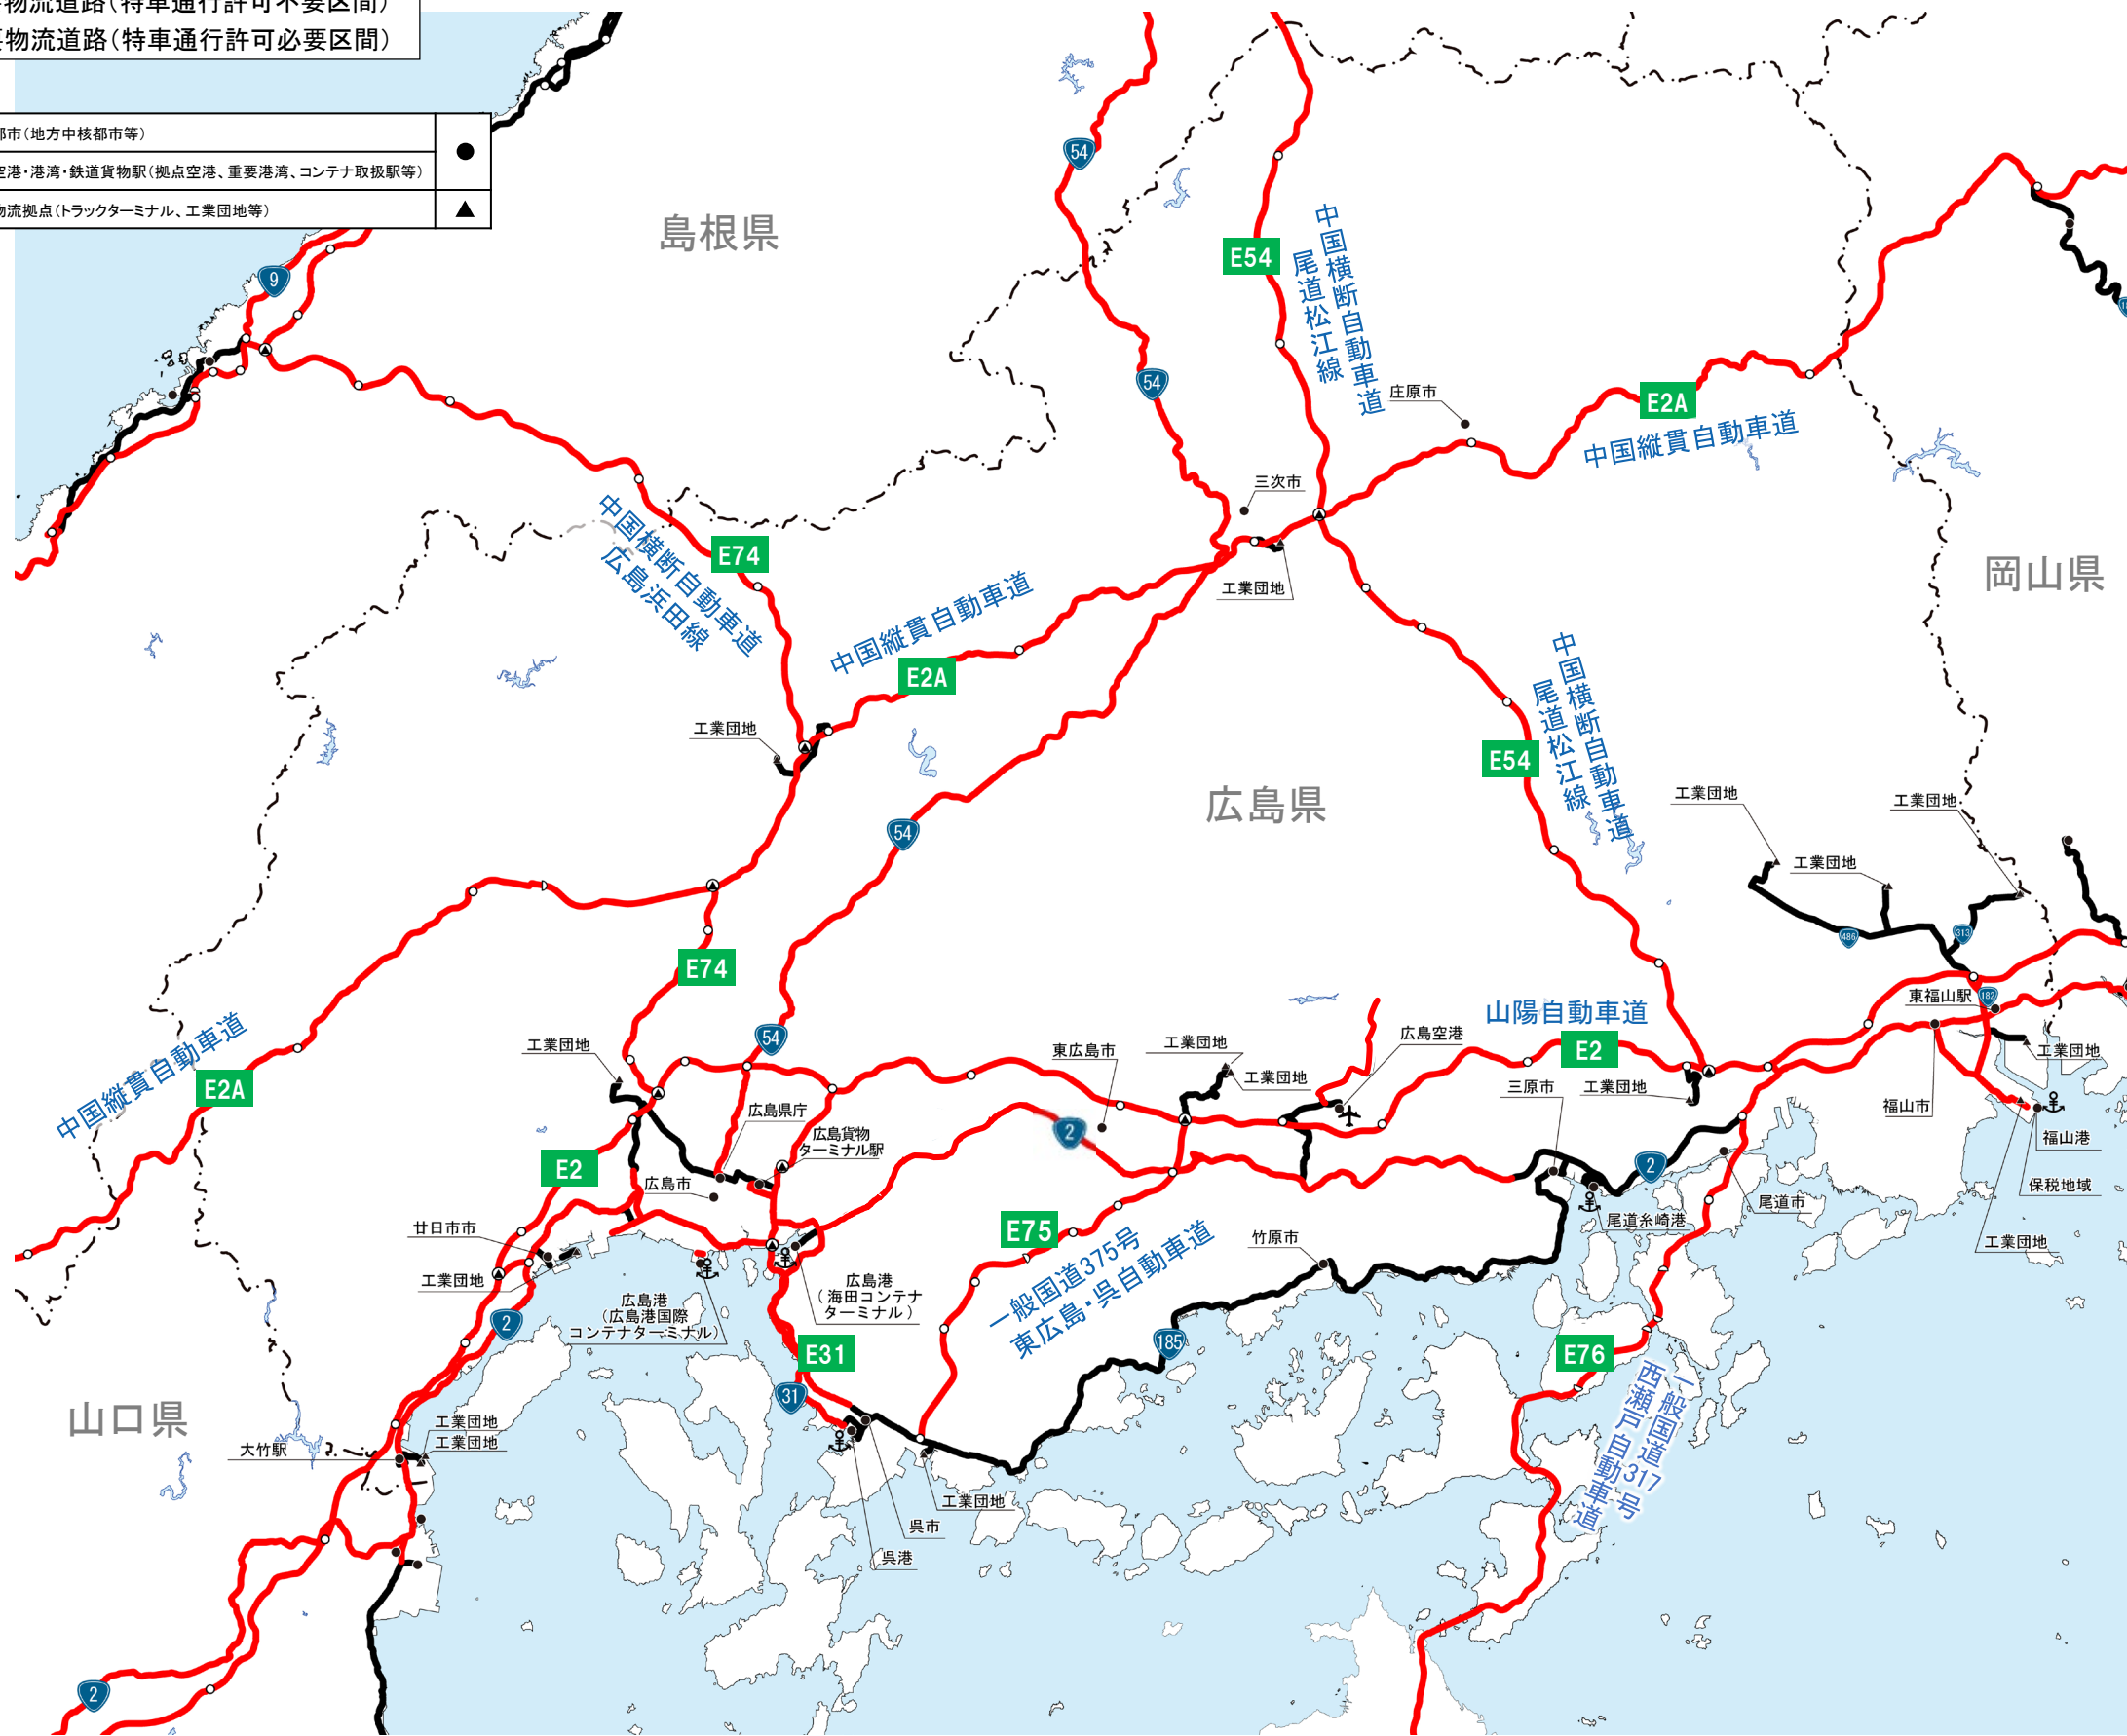 物流道路(特車通行許可不要区間)
物流道路(特車通行許可必要区間)
都市(地方中核都市等)
空港・港湾・鉄道貨物駅(拠点空港、重要港湾、コンテナ取扱駅等)
物流拠点(トラックターミナル、工業団地等)
54
島根県
9
E54
中国横断自動車道
尾道松江線
54
庄原市
E2A
中国縦貫自動車道
三次市
中国横断自動車道
広島浜田線
E74
工業団地
岡山県
中国縦貫自動車道
E2A
中国横断自動車道
尾道松江線
工業団地
E54
広島県
工業団地
工業団地
54
工業団地
486
313
E74
東福山駅
182
山陽自動車道
中国縦貫自動車道
E2A
54
工業団地
東広島市
工業団地
工業団地
広島空港
E2
三原市
工業団地
工業団地
福山市
広島県庁
広島貨物
ターミナル駅
2
福山港
E2
広島市
2
保税地域
尾道市
尾道糸崎港
廿日市市
E75
一般国道375号
東広島・呉自動車道
竹原市
工業団地
工業団地
広島港
(海田コンテナ
ターミナル)
広島港
(広島港国際
コンテナターミナル)
2
E31
185
E76
一般国道317号
西瀬戸自動車道
31
山口県
工業団地
工業団地
大竹駅
工業団地
呉市
呉港
2